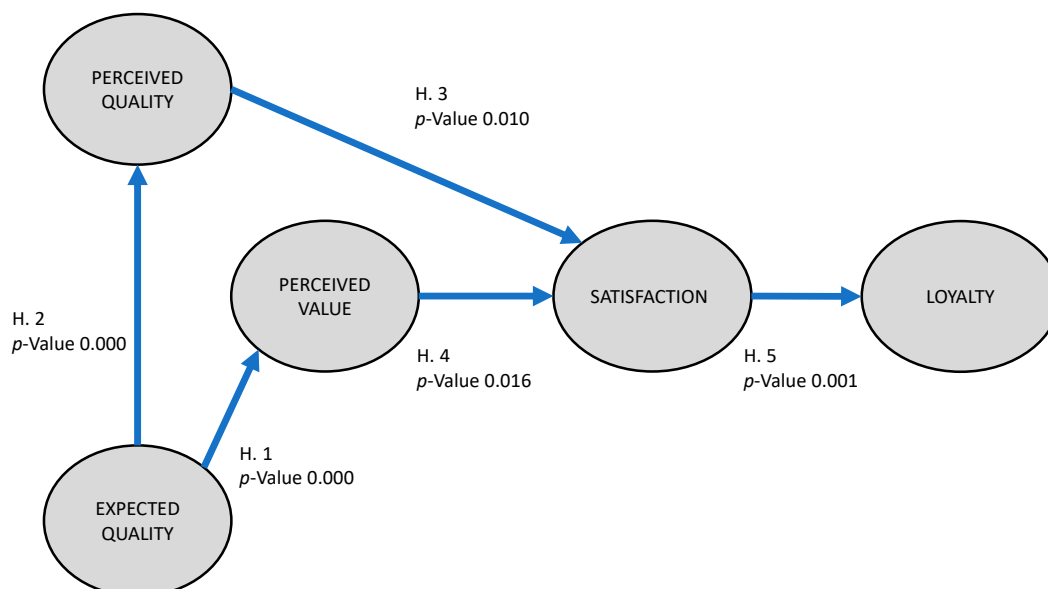 PERCEIVED
QUALITY
H. 3
p-Value 0.010
PERCEIVED
VALUE
SATISFACTION
LOYALTY
H. 2
p-Value 0.000
H. 4
p-Value 0.016
H. 5
p-Value 0.001
H. 1
p-Value 0.000
EXPECTED
QUALITY